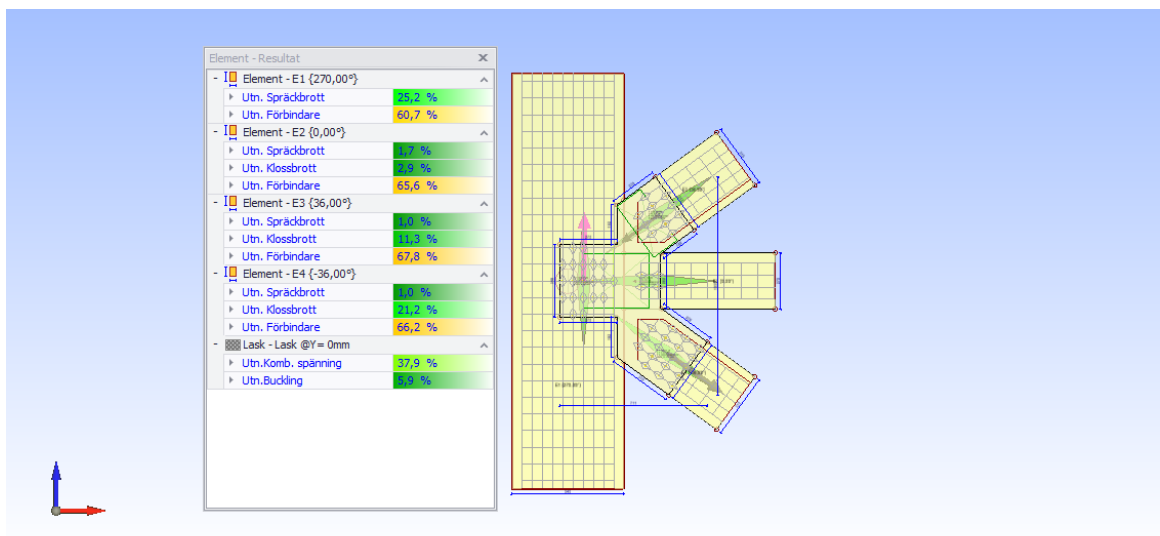 Element - Resultat
Element - E1 {270,00°}
Utn. Spräckbrott 25,2 %
Utn. Förbindare 60,7 %
Element - E2 {0,00°}
Utn. Spräckbrott 1,7 %
Utn. Klossbrott 2,9 %
Utn. Förbindare 65,6 %
Element - E3 {36,00°}
Utn. Spräckbrott 1,0 %
Utn. Klossbrott 11,3 %
Utn. Förbindare 67,8 %
Element - E4 {-36,00°}
Utn. Spräckbrott 1,0 %
Utn. Klossbrott 21,2 %
Utn. Förbindare 66,2 %
Lask - Lask @Y= 0mm
Utn.Komb. spänning 37,9 %
Utn.Buckling 5,9 %